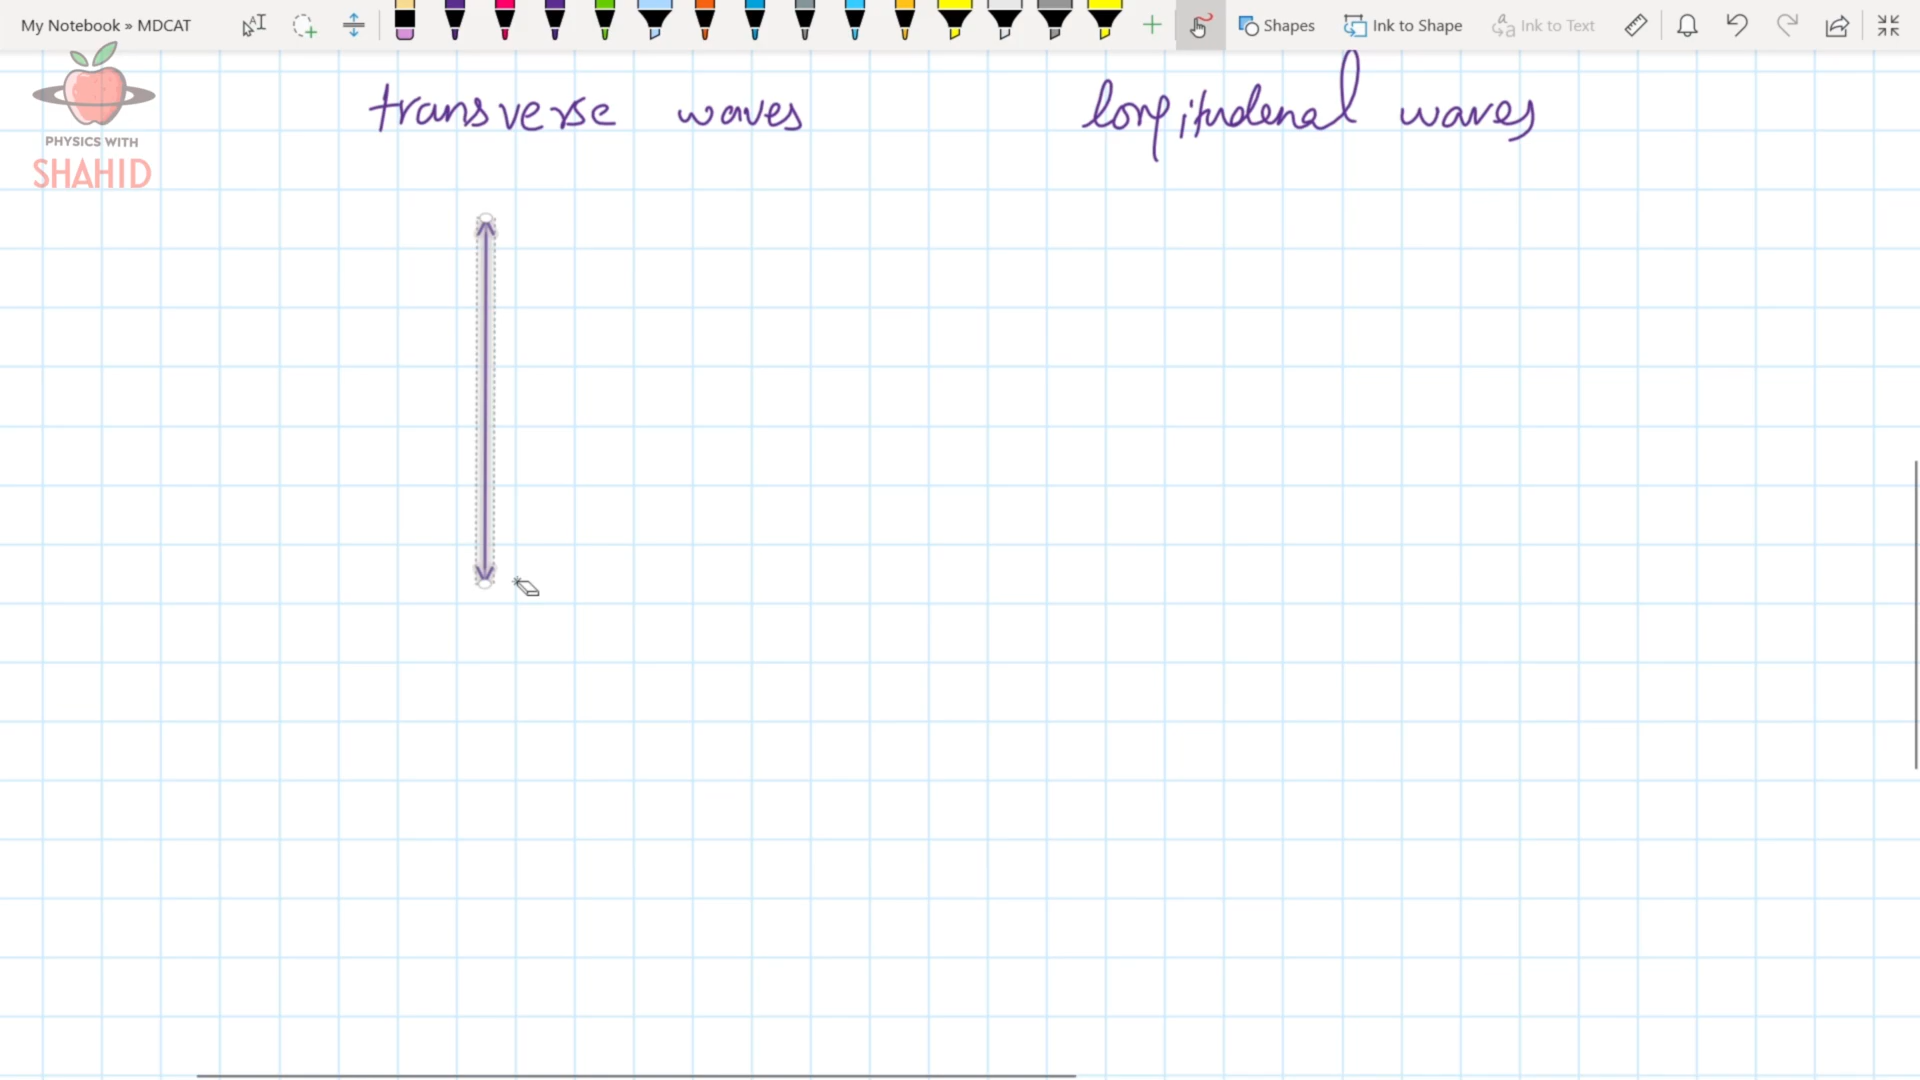 My Notebook » MDCAT
Shapes
Ink to Shape
Ink to Text
transverse waves
longitudenal waves
PHYSICS WITH
SHAHID